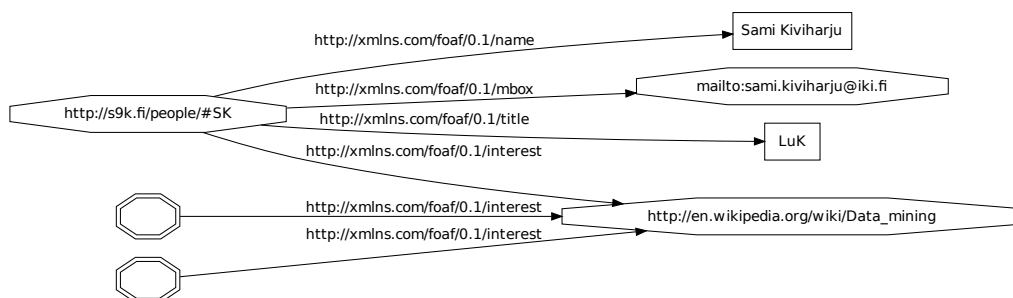 http://xmlns.com/foaf/0.1/name
Sami Kiviharju
http://s9k.fi/people/#SK
http://xmlns.com/foaf/0.1/mbox
mailto:sami.kiviharju@iki.fi
http://xmlns.com/foaf/0.1/title
LuK
http://xmlns.com/foaf/0.1/interest
http://xmlns.com/foaf/0.1/interest
http://en.wikipedia.org/wiki/Data_mining
http://xmlns.com/foaf/0.1/interest